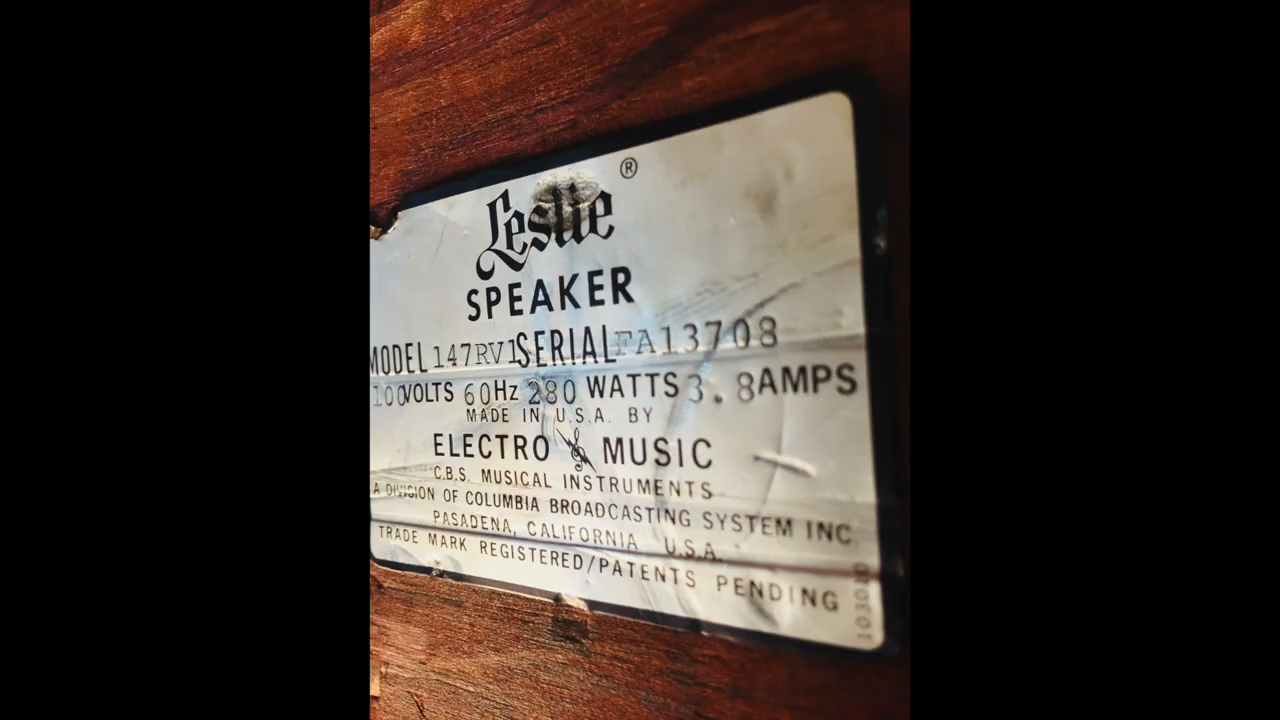 Leslie ®
SPEAKER
MODEL 147RV1 SERIAL FA13708
100 VOLTS 60Hz 280 WATTS 3.8 AMPS
MADE IN U.S.A. BY
ELECTRO MUSIC
C.B.S. MUSICAL INSTRUMENTS
A DIVISION OF COLUMBIA BROADCASTING SYSTEM INC.
PASADENA, CALIFORNIA U.S.A.
TRADE MARK REGISTERED/PATENTS PENDING